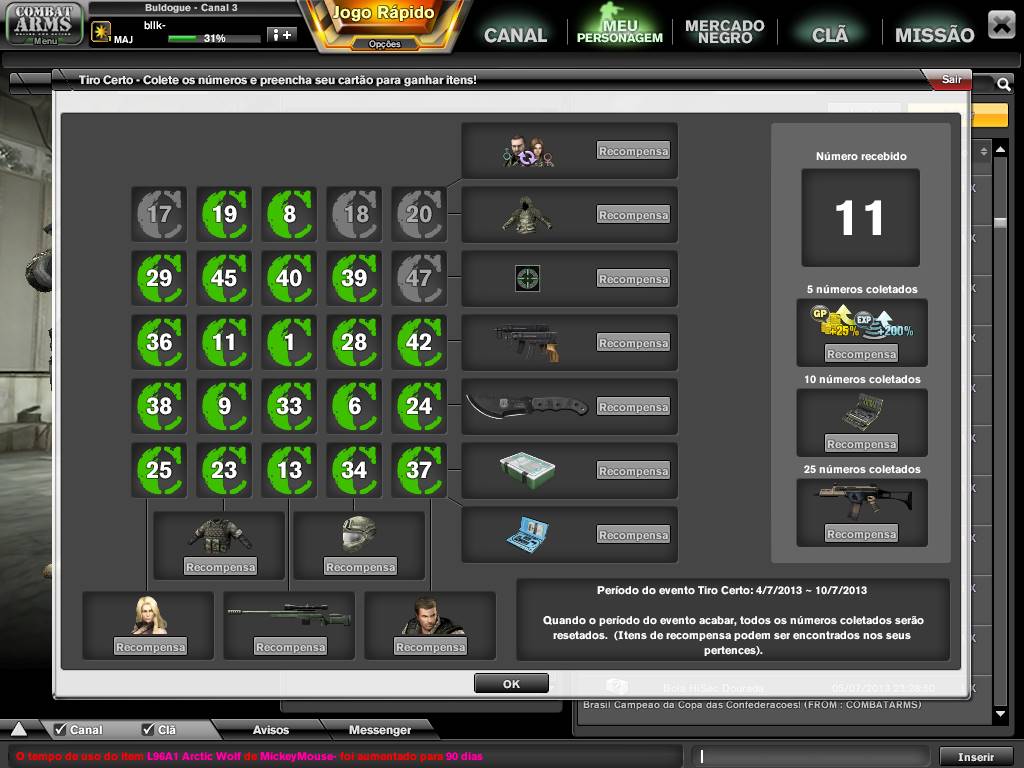 COMBAT ARMS
Menu
Buldogue - Canal 3
MAJ
bllk-
31%
Jogo Rápido
Opções
CANAL
MEU PERSONAGEM
MERCADO NEGRO
CLÃ
MISSÃO
Tiro Certo - Colete os números e preencha seu cartão para ganhar itens!
Sair
17 19 8 18 20
29 45 40 39 47
36 11 1 28 42
38 9 33 6 24
25 23 13 34 37
Recompensa
Recompensa
Recompensa
Recompensa
Recompensa
Recompensa
Recompensa
Recompensa
Recompensa
Recompensa
Recompensa
Recompensa
Número recebido
11
5 números coletados
GP +25% EXP +200%
Recompensa
10 números coletados
Recompensa
25 números coletados
Recompensa
Período do evento Tiro Certo: 4/7/2013 ~ 10/7/2013
Quando o período do evento acabar, todos os números coletados serão
resetados. (Itens de recompensa podem ser encontrados nos seus
pertences).
OK
Bola HiSec Dourada
Brasil Campeao da Copa das Confederacoes! (FROM : COMBATARMS)
Canal
Clã
Avisos
Messenger
O tempo de uso do item L96A1 Arctic Wolf de MickeyMouse- foi aumentado para 90 dias
Inserir